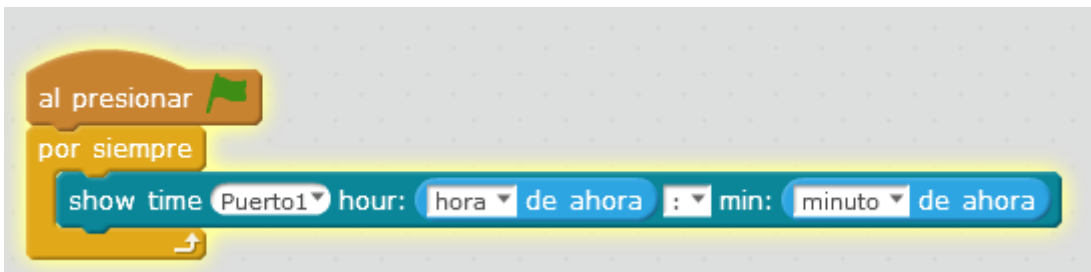 al presionar
por siempre
show time Puerto1 hour: hora de ahora : min: minuto de ahora